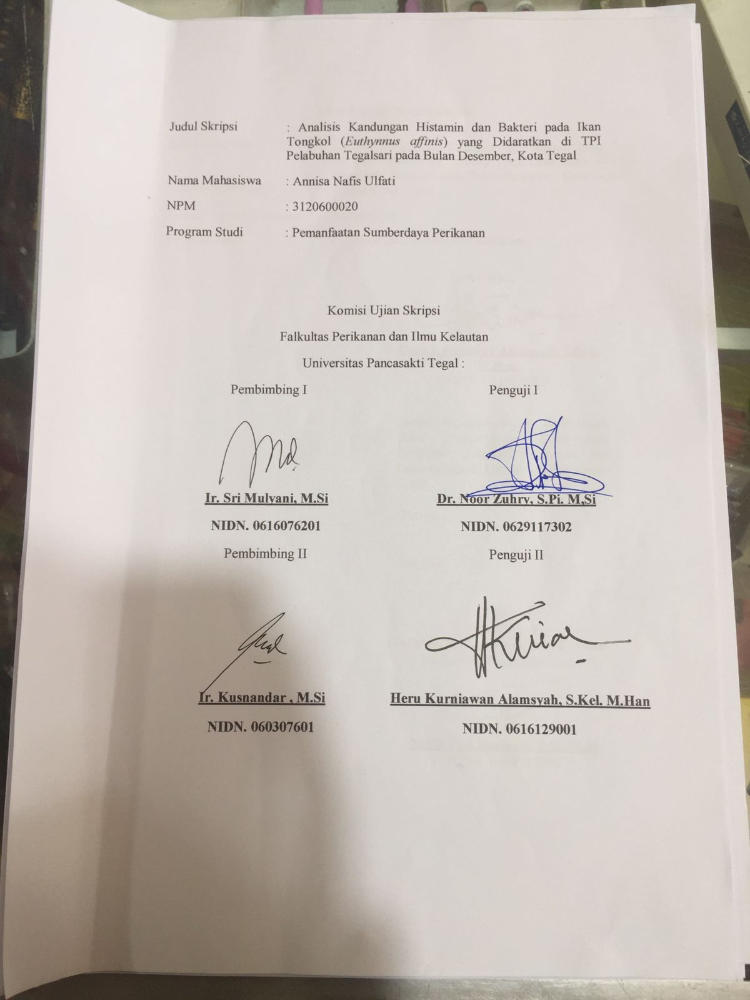 Judul Skripsi : Analisis Kandungan Histamin dan Bakteri pada Ikan
Tongkol (Euthynnus affinis) yang Didaratkan di TPI
Pelabuhan Tegalsari pada Bulan Desember, Kota Tegal
Nama Mahasiswa : Annisa Nafis Ulfati
NPM : 3120600020
Program Studi : Pemanfaatan Sumberdaya Perikanan
Komisi Ujian Skripsi
Falkultas Perikanan dan Ilmu Kelautan
Universitas Pancasakti Tegal :
Pembimbing I Penguji I
Ir. Sri Mulyani, M.Si Dr. Noor Zuhry, S.Pi. M,Si
NIDN. 0616076201 NIDN. 0629117302
Pembimbing II Penguji II
Ir. Kusnandar , M.Si Heru Kurniawan Alamsyah, S.Kel. M.Han
NIDN. 060307601 NIDN. 0616129001